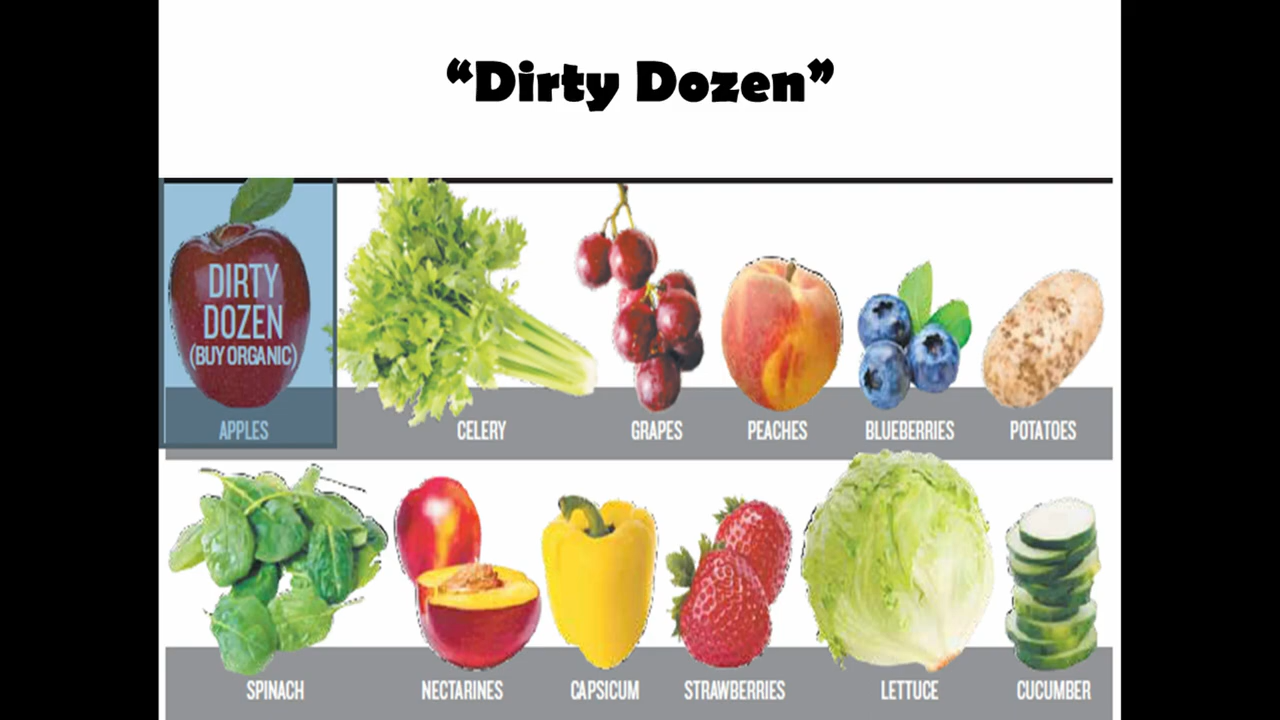 “Dirty Dozen”
DIRTY
DOZEN
(BUY ORGANIC)
APPLES
CELERY
GRAPES
PEACHES
BLUEBERRIES
POTATOES
SPINACH
NECTARINES
CAPSICUM
STRAWBERRIES
LETTUCE
CUCUMBER